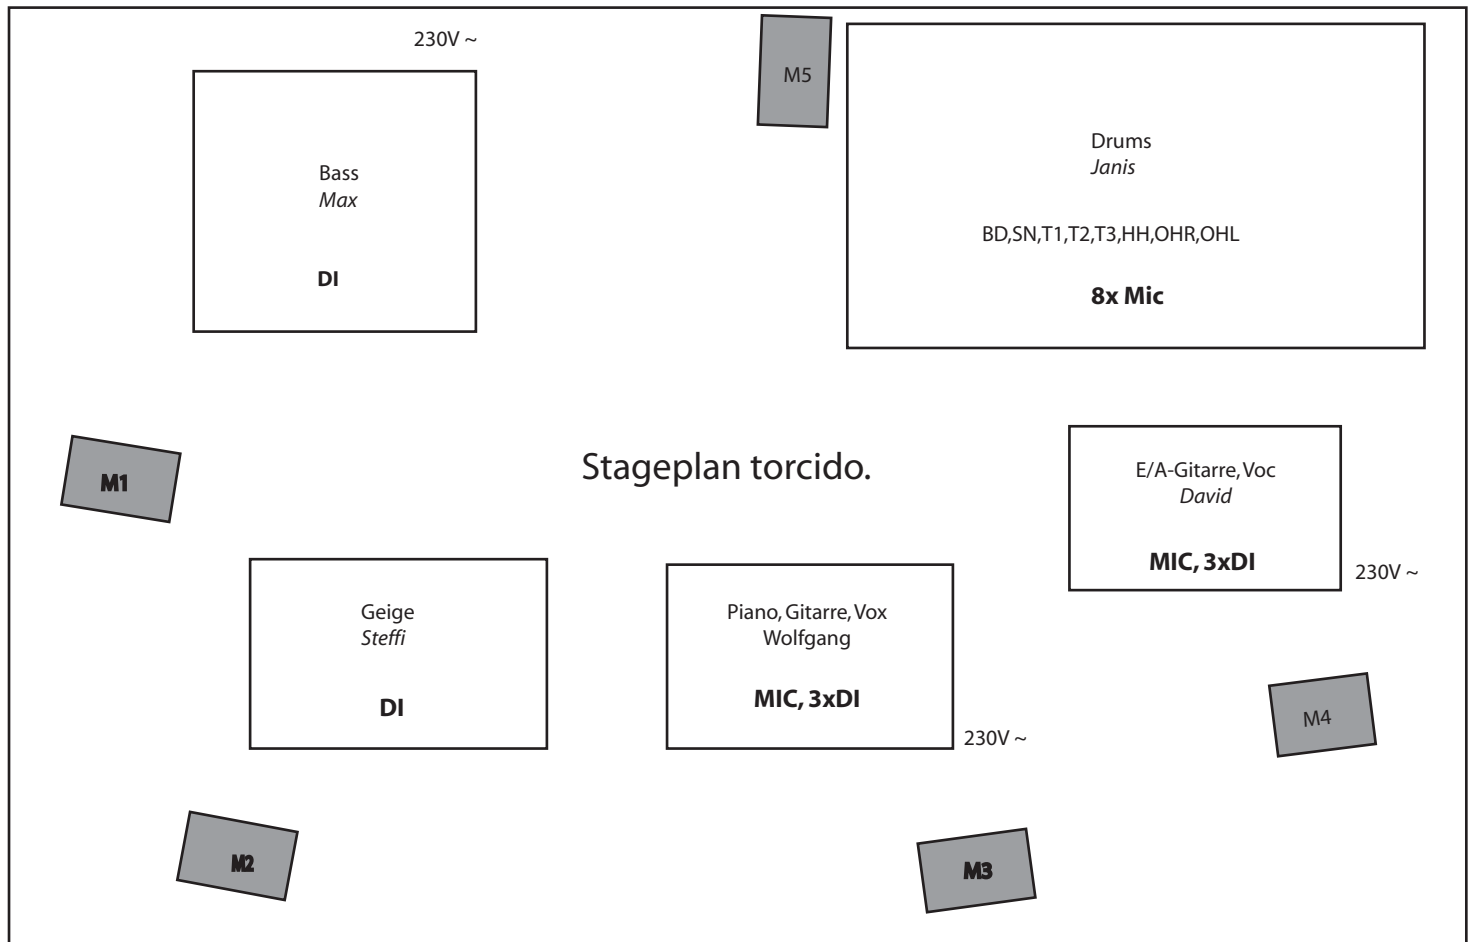 230V ~
M5
Bass
Max
DI
Drums
Janis
BD,SN,T1,T2,T3,HH,OHR,OHL
8x Mic
M1
Stageplan torcido.
E/A-Gitarre, Voc
David
MIC, 3xDI
230V ~
Geige
Steffi
DI
Piano, Gitarre, Vox
Wolfgang
MIC, 3xDI
230V ~
M4
M2
M3